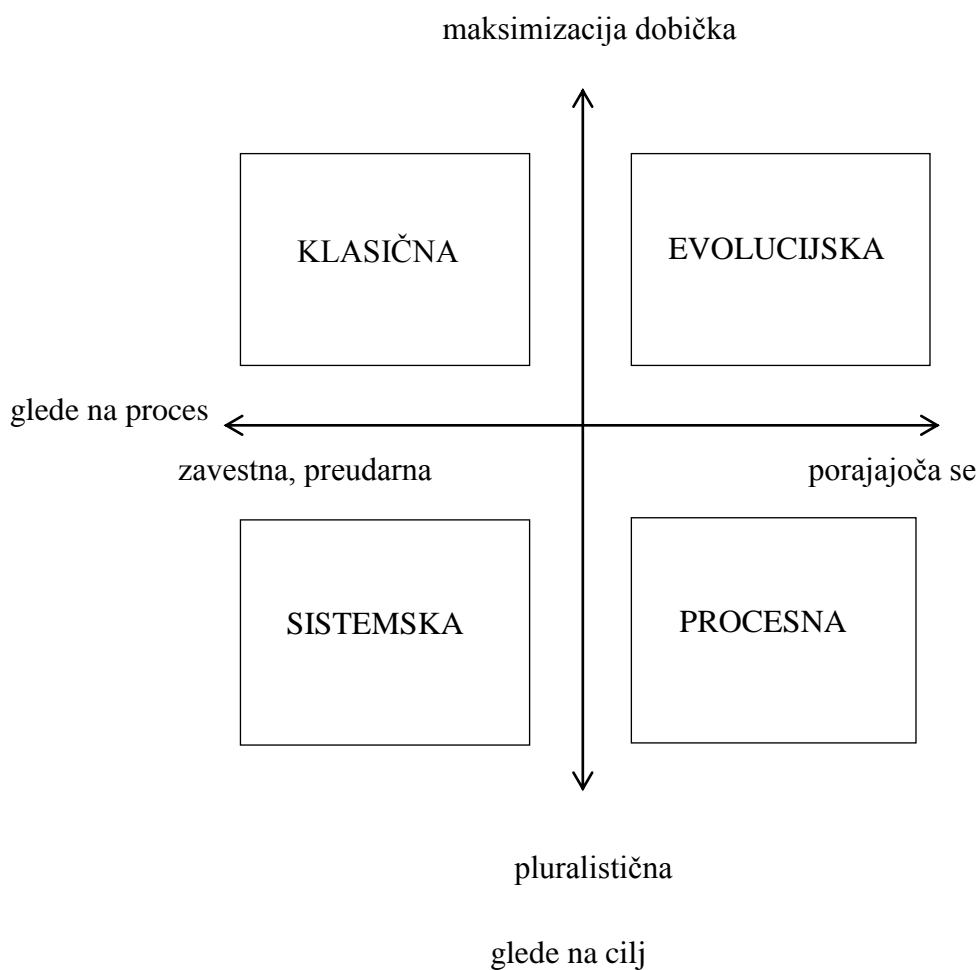 maksimizacija dobička
KLASIČNA
EVOLUCIJSKA
glede na proces
zavestna, preudarna
porajajoča se
SISTEMSKA
PROCESNA
pluralistična
glede na cilj